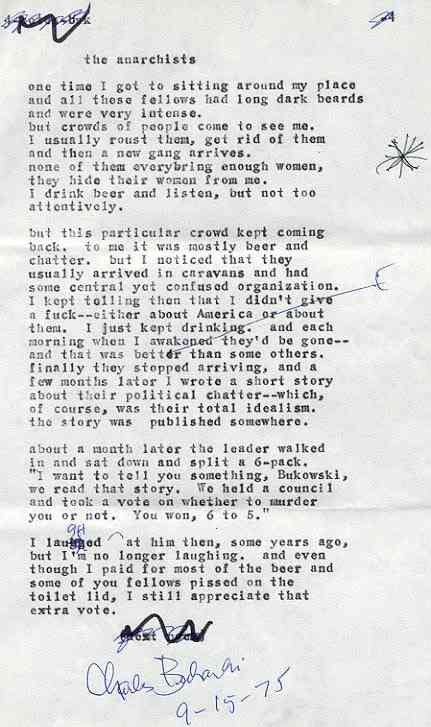 the anarchists
one time I got to sitting around my place
and all these fellows had long dark beards
and were very intense.
but crowds of people come to see me.
I usually roust them, get rid of them
and then a new gang arrives.
none of them everybring enough women,
they hide their women from me.
I drink beer and listen, but not too
attentively.
but this particular crowd kept coming
back. to me it was mostly beer and
chatter. but I noticed that they
usually arrived in caravans and had
some central yet confused organization.
I kept telling then that I didn't give
a fuck--either about America or about
them. I just kept drinking. and each
morning when I awakened they'd be gone--
and that was better than some others.
finally they stopped arriving, and a
few months later I wrote a short story
about their political chatter--which,
of course, was their total idealism.
the story was published somewhere.
about a month later the leader walked
in and sat down and split a 6-pack.
"I want to tell you something, Bukowski,
we read that story. We held a council
and took a vote on whether to murder
you or not. You won, 6 to 5."
I laughed at him then, some years ago,
but I'm no longer laughing. and even
though I paid for most of the beer and
some of you fellows pissed on the
toilet lid, I still appreciate that
extra vote.
Charles Bukowski
9-15-75